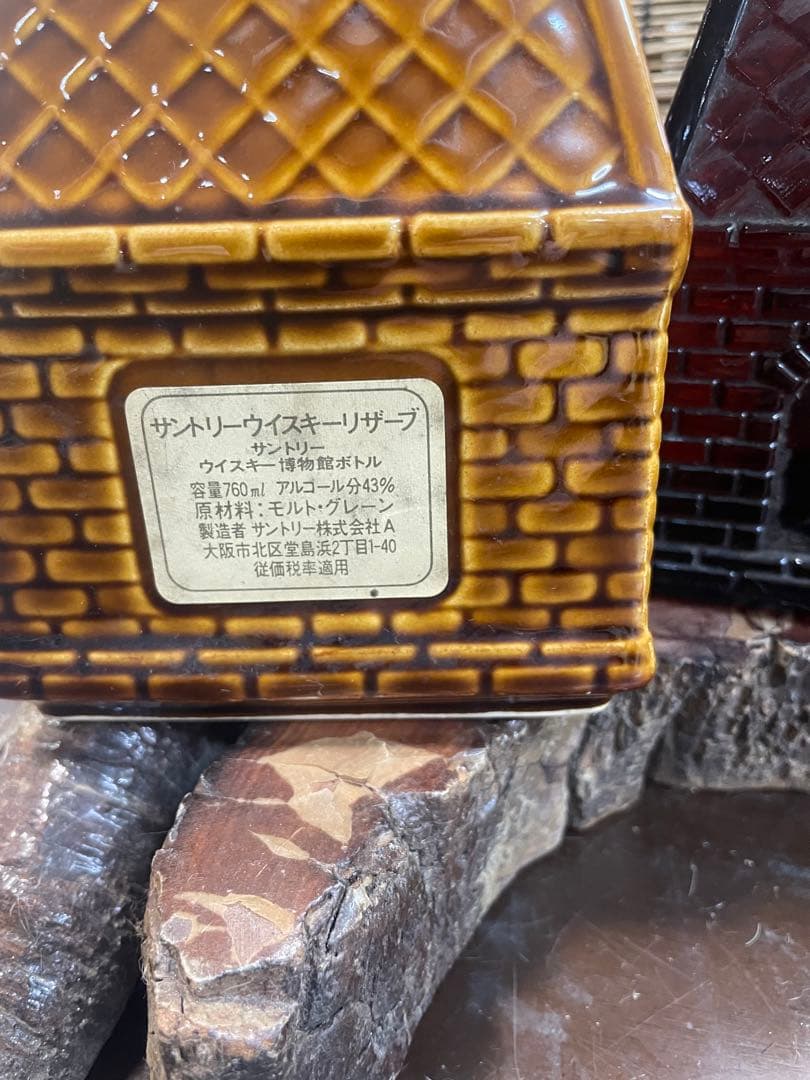 サントリーウイスキーリザーブ
サントリー
ウイスキー博物館ボトル
容量760ml アルコール分43%
原材料:モルト・グレーン
製造者 サントリー株式会社A
大阪市北区堂島浜2丁目1-40
従価税率適用